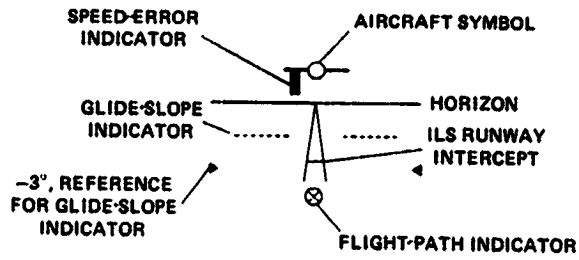 SPEED-ERROR
INDICATOR
AIRCRAFT SYMBOL
GLIDE-SLOPE
INDICATOR
HORIZON
ILS RUNWAY
INTERCEPT
−3°, REFERENCE
FOR GLIDE-SLOPE
INDICATOR
FLIGHT-PATH INDICATOR